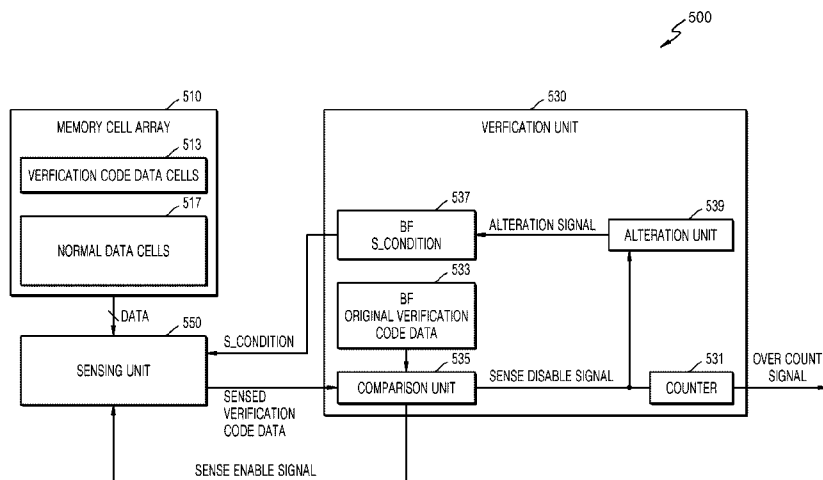 500
510
MEMORY CELL ARRAY
513
VERFICATION CODE DATA CELLS
517
NORMAL DATA CELLS
DATA
550
SENSING UNIT
530
VERFICATION UNIT
537
BF
S_CONDITION
ALTERATION SIGNAL
539
ALTERATION UNIT
533
BF
ORIGINAL VERIFICATION
CODE DATA
S_CONDITION
535
COMPARISON UNIT
SENSED
VERIFICATION
CODE DATA
SENSE DISABLE SIGNAL
531
COUNTER
OVER COUNT
SIGNAL
SENSE ENABLE SIGNAL